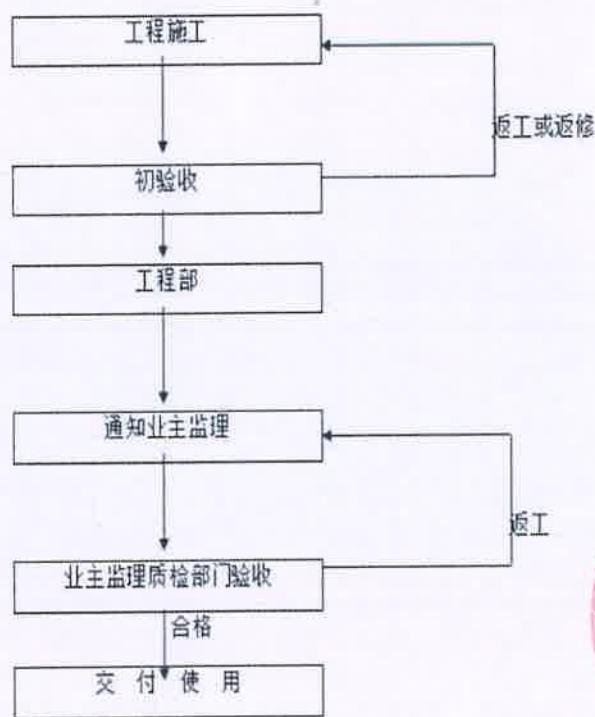 工程施工
返工或返修
初验收
工程部
通知业主监理
返工
业主监理质检部门验收
合格
交 付 使 用